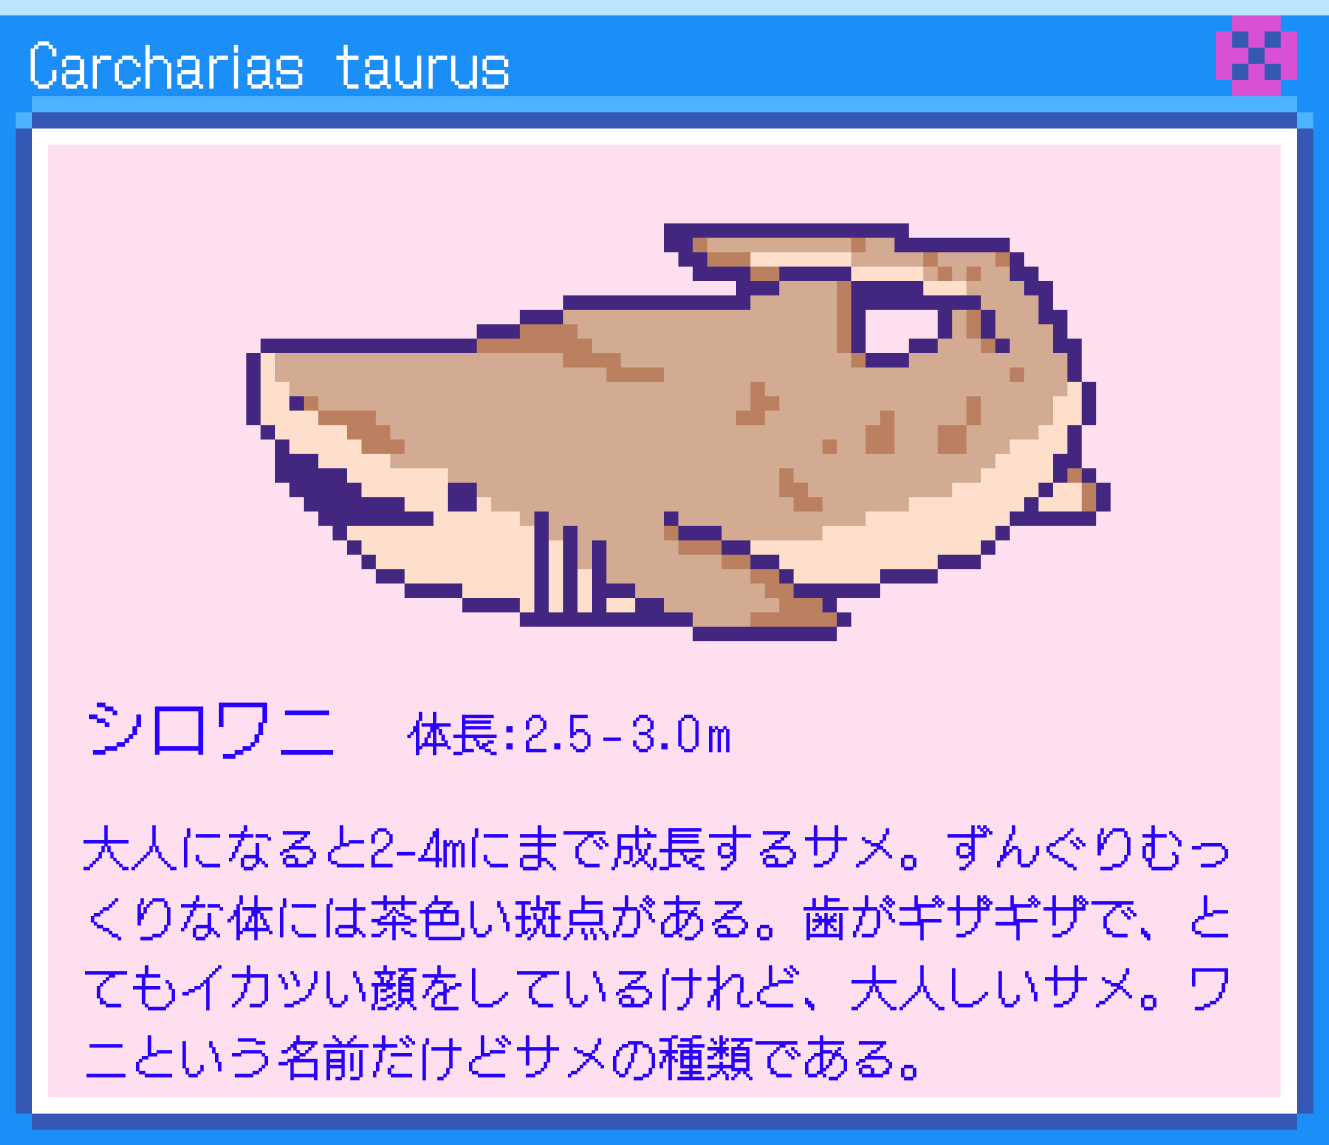 Carcharias taurus
シロワニ 体長:2.5-3.0m
大人になると2-4mにまで成長するサメ。ずんぐりむっ
くりな体には茶色い斑点がある。歯がギザギザで、と
てもイカツい顔をしているけれど、大人しいサメ。ワ
ニという名前だけどサメの種類である。